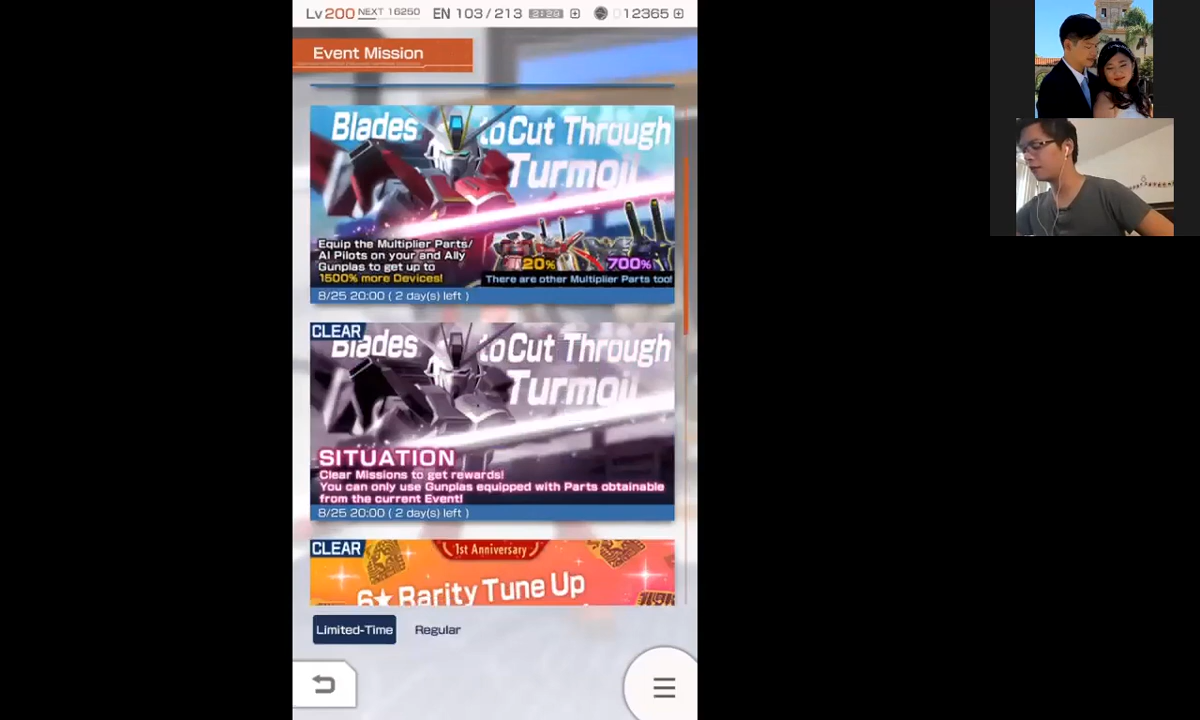 Lv200 NEXT 16250 EN 103/213 2:29 12365
Event Mission
Blades to Cut Through
Turmoil
Equip the Multiplier Parts/
AI Pilots on your and Ally
Gunplas to get up to
1500% more Devices!
20% 700%
There are other Multiplier Parts too!
8/25 20:00 ( 2 day(s) left )
CLEAR
Blades to Cut Through
Turmoil
SITUATION
Clear Missions to get rewards!
You can only use Gunplas equipped with Parts obtainable
from the current Event!
8/25 20:00 ( 2 day(s) left )
CLEAR
1st Anniversary
6★ Rarity Tune Up
Limited-Time Regular